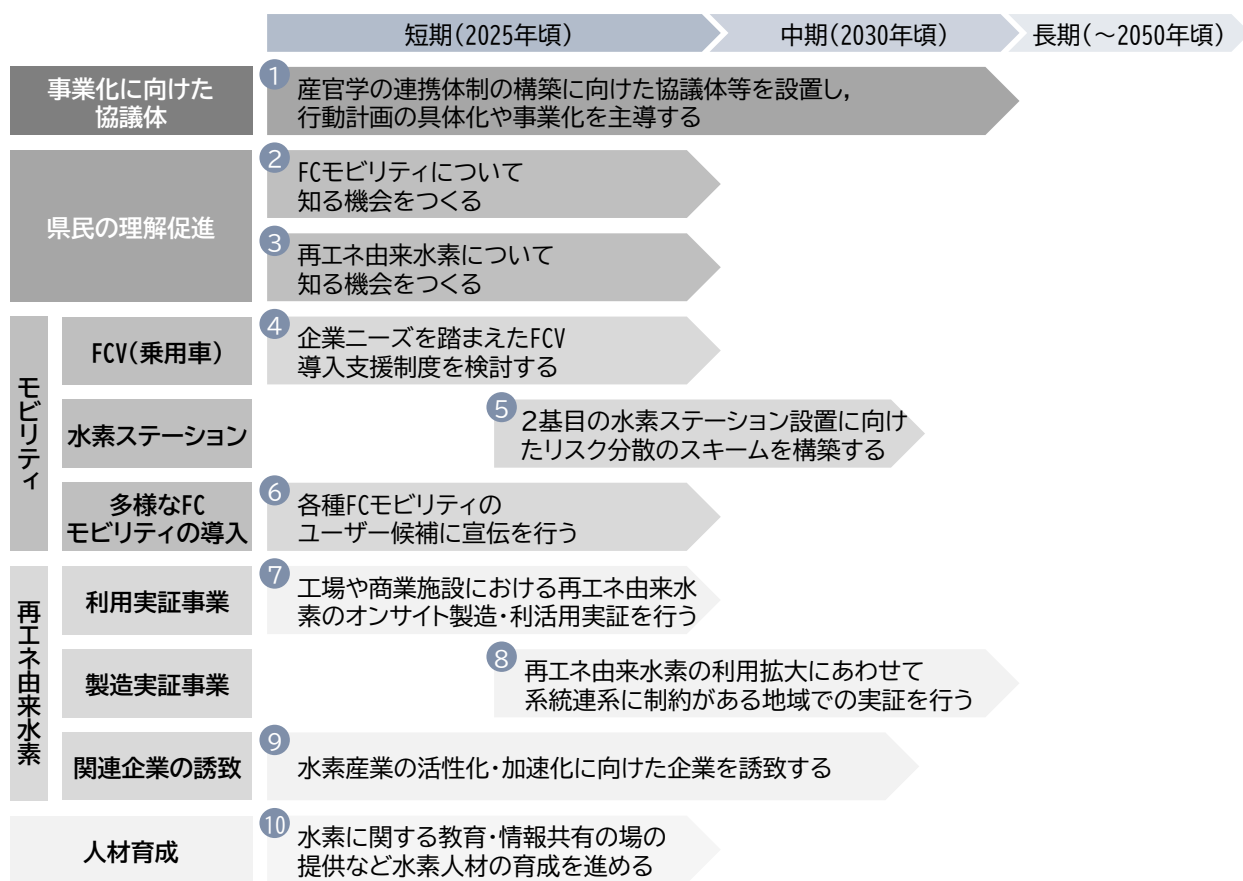 短期(2025年頃)
中期(2030年頃)
長期(～2050年頃)
事業化に向けた
協議体
1
産官学の連携体制の構築に向けた協議体等を設置し,
行動計画の具体化や事業化を主導する
県民の理解促進
2
FCモビリティについて
知る機会をつくる
3
再エネ由来水素について
知る機会をつくる
モビリティ
FCV(乗用車)
4
企業ニーズを踏まえたFCV
導入支援制度を検討する
水素ステーション
5
2基目の水素ステーション設置に向け
たリスク分散のスキームを構築する
多様なFC
モビリティの導入
6
各種FCモビリティの
ユーザー候補に宣伝を行う
再エネ由来水素
利用実証事業
7
工場や商業施設における再エネ由来水
素のオンサイト製造・利活用実証を行う
製造実証事業
8
再エネ由来水素の利用拡大にあわせて
系統連系に制約がある地域での実証を行う
関連企業の誘致
9
水素産業の活性化・加速化に向けた企業を誘致する
人材育成
10
水素に関する教育・情報共有の場の
提供など水素人材の育成を進める